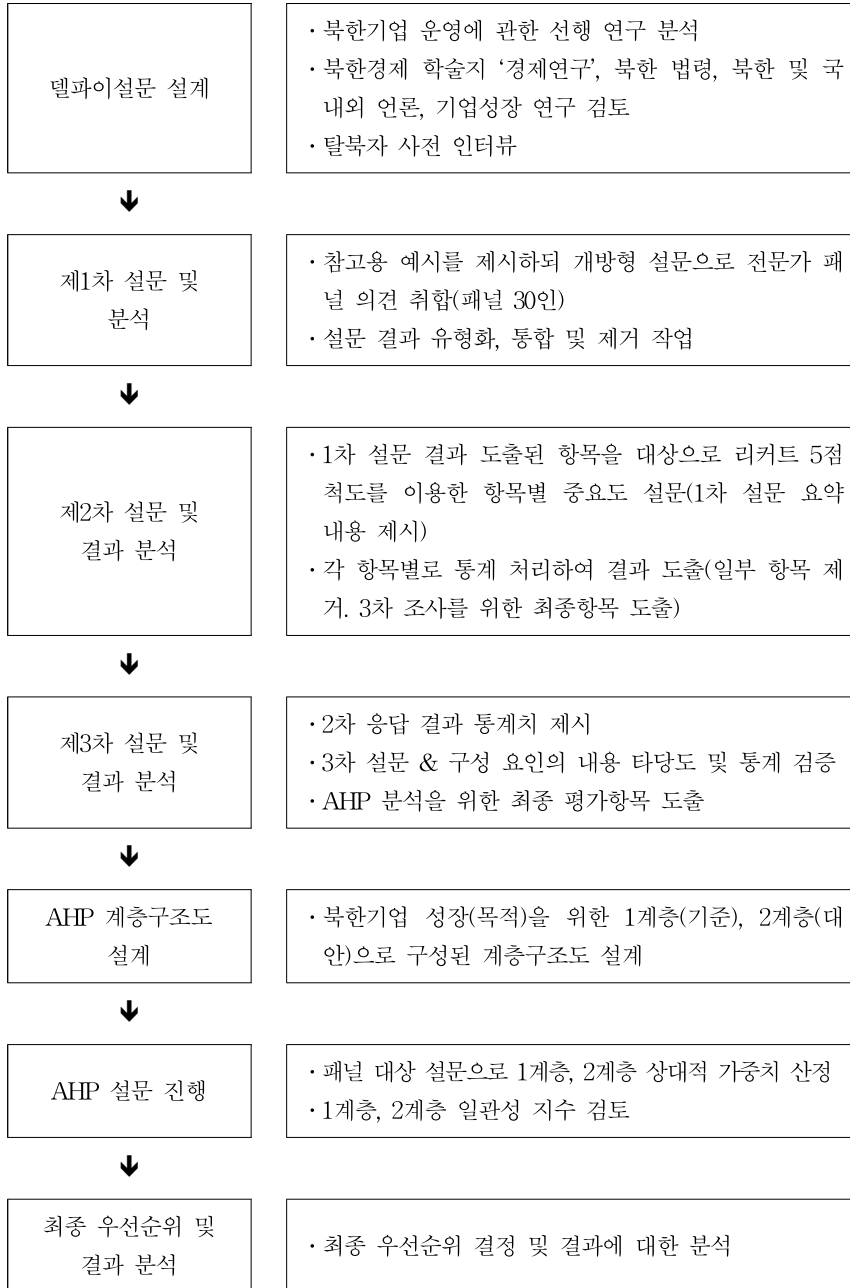 델파이설문 설계
· 북한기업 운영에 관한 선행 연구 분석
· 북한경제 학술지 ‘경제연구’, 북한 법령, 북한 및 국
내외 언론, 기업성장 연구 검토
· 탈북자 사전 인터뷰
제1차 설문 및
분석
· 참고용 예시를 제시하되 개방형 설문으로 전문가 패
널 의견 취합(패널 30인)
· 설문 결과 유형화, 통합 및 제거 작업
제2차 설문 및
결과 분석
· 1차 설문 결과 도출된 항목을 대상으로 리커트 5점
척도를 이용한 항목별 중요도 설문(1차 설문 요약
내용 제시)
· 각 항목별로 통계 처리하여 결과 도출(일부 항목 제
거. 3차 조사를 위한 최종항목 도출)
제3차 설문 및
결과 분석
· 2차 응답 결과 통계치 제시
· 3차 설문 & 구성 요인의 내용 타당도 및 통계 검증
· AHP 분석을 위한 최종 평가항목 도출
AHP 계층구조도
설계
· 북한기업 성장(목적)을 위한 1계층(기준), 2계층(대
안)으로 구성된 계층구조도 설계
AHP 설문 진행
· 패널 대상 설문으로 1계층, 2계층 상대적 가중치 산정
· 1계층, 2계층 일관성 지수 검토
최종 우선순위 및
결과 분석
· 최종 우선순위 결정 및 결과에 대한 분석